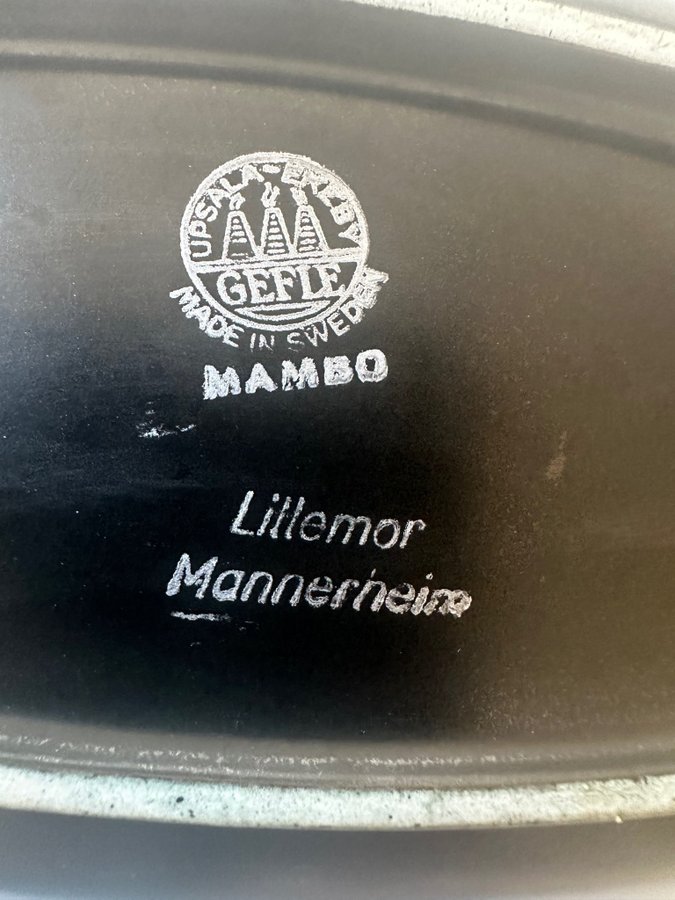 UPSALA-EKEBY
GEFLE
MADE IN SWEDEN
MAMBO
Lillemor
Mannerheim